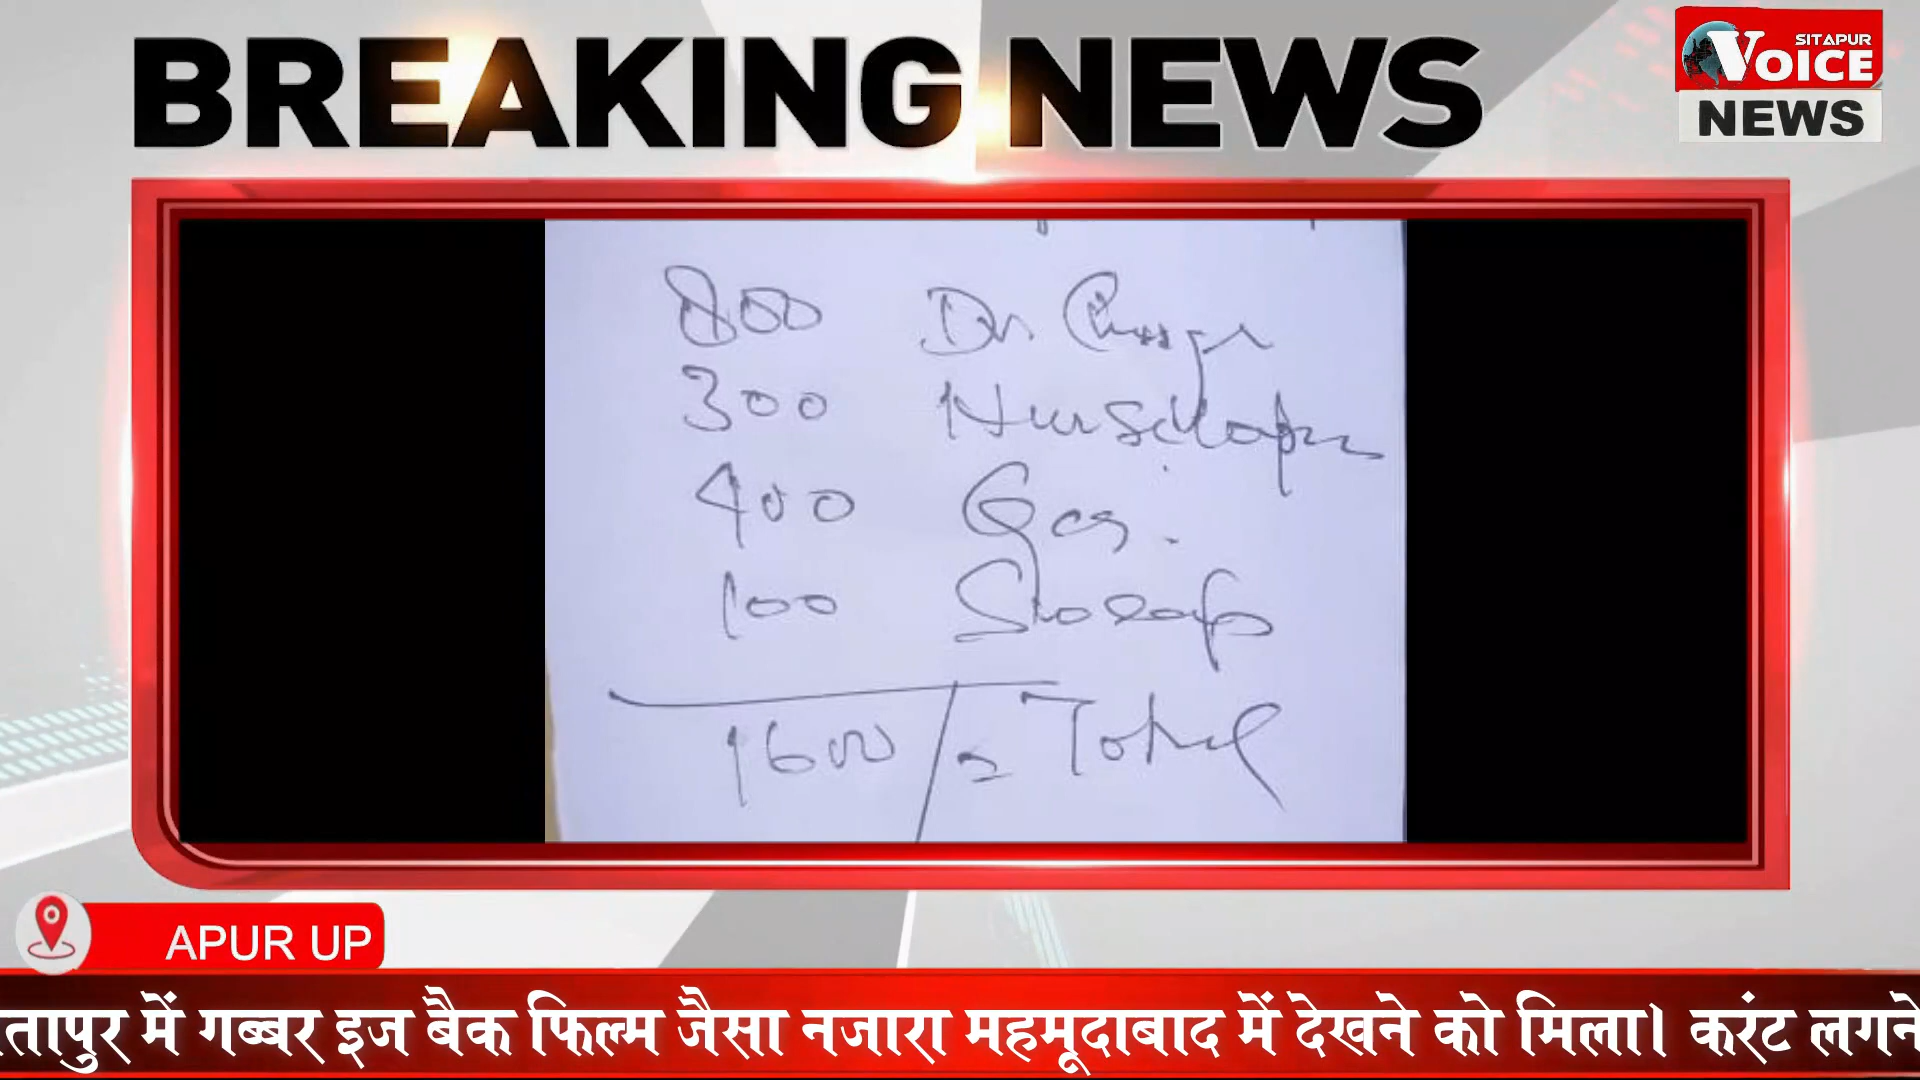 BREAKING NEWS
SITAPUR
VOICE
NEWS
800 Dr. Charge
300
400 Gas.
100
1600/= Total
APUR UP
तापुर में गब्बर इज बैक फिल्म जैसा नजारा महमूदाबाद में देखने को मिला। करंट लगने